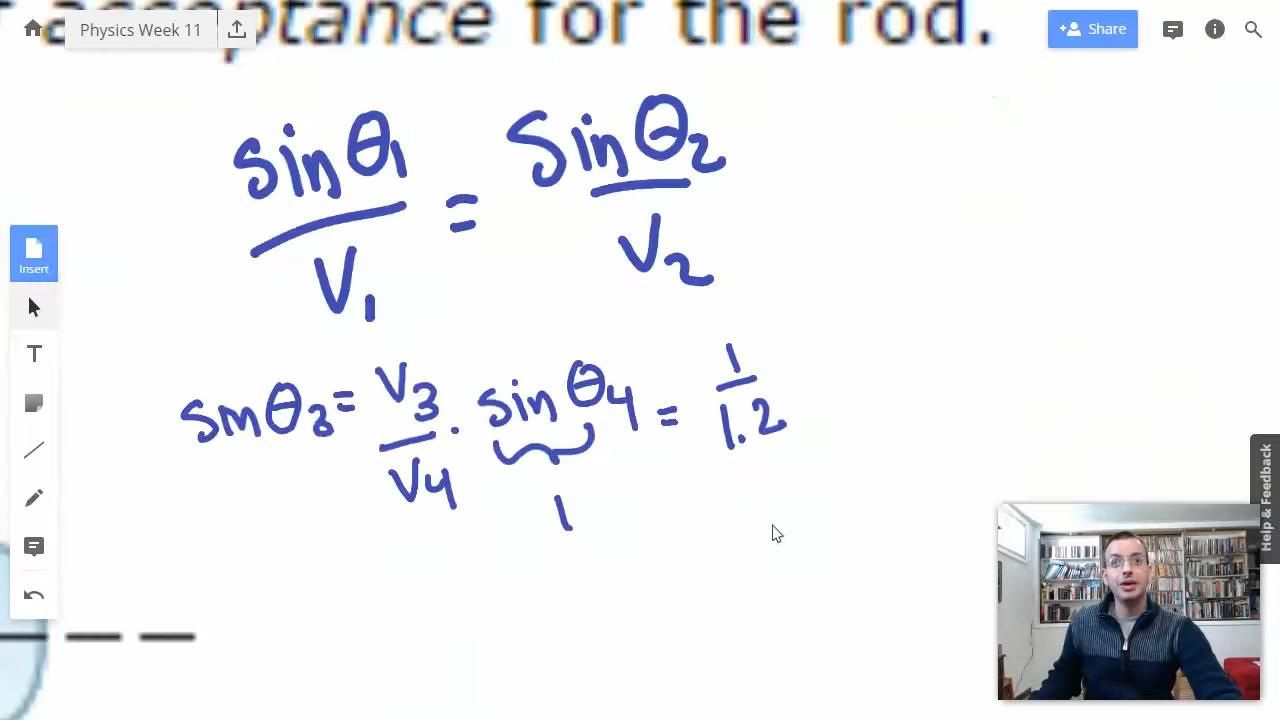 acceptance for the rod.
Physics Week 11
Share
sinθ1 / V1 = sinθ2 / V2
Insert
T
sinθ3 = V3 / V4 · sinθ4 = 1 / 1.2
1
Help & Feedback